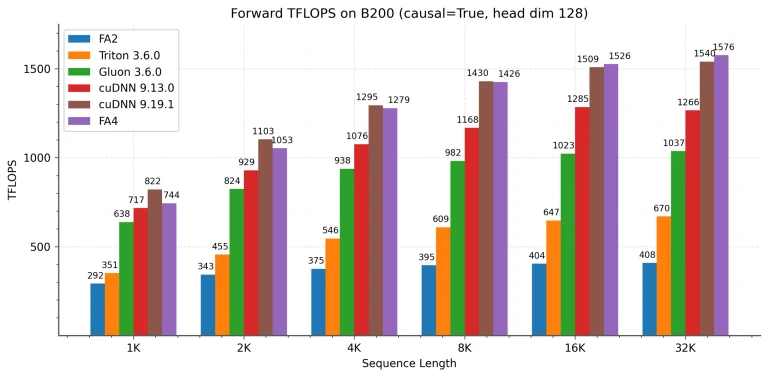 Forward TFLOPS on B200 (causal=True, head dim 128)
FA2
Triton 3.6.0
Gluon 3.6.0
cuDNN 9.13.0
cuDNN 9.19.1
FA4
TFLOPS
1500
1000
500
292 351 638 717 822 744
343 455 824 929 1103 1053
375 546 938 1076 1295 1279
395 609 982 1168 1430 1426
404 647 1023 1285 1509 1526
408 670 1037 1266 1540 1576
1K 2K 4K 8K 16K 32K
Sequence Length